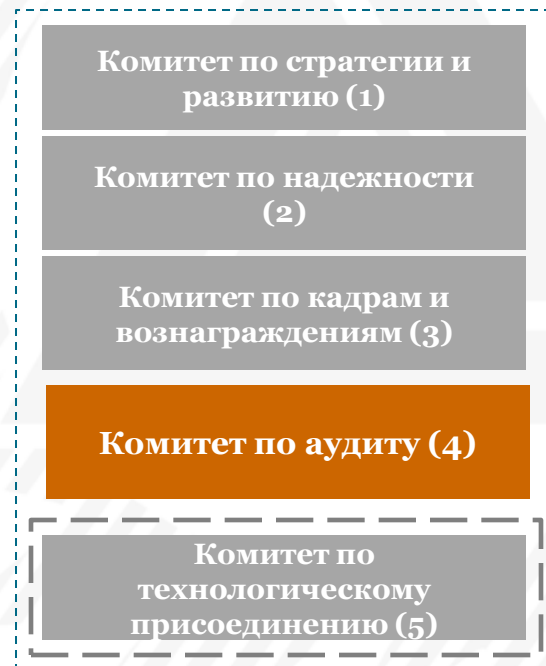 Комитет по стратегии и
развитию (1)
Комитет по надежности
(2)
Комитет по кадрам и
вознаграждениям (3)
Комитет по аудиту (4)
Комитет по
технологическому
присоединению (5)